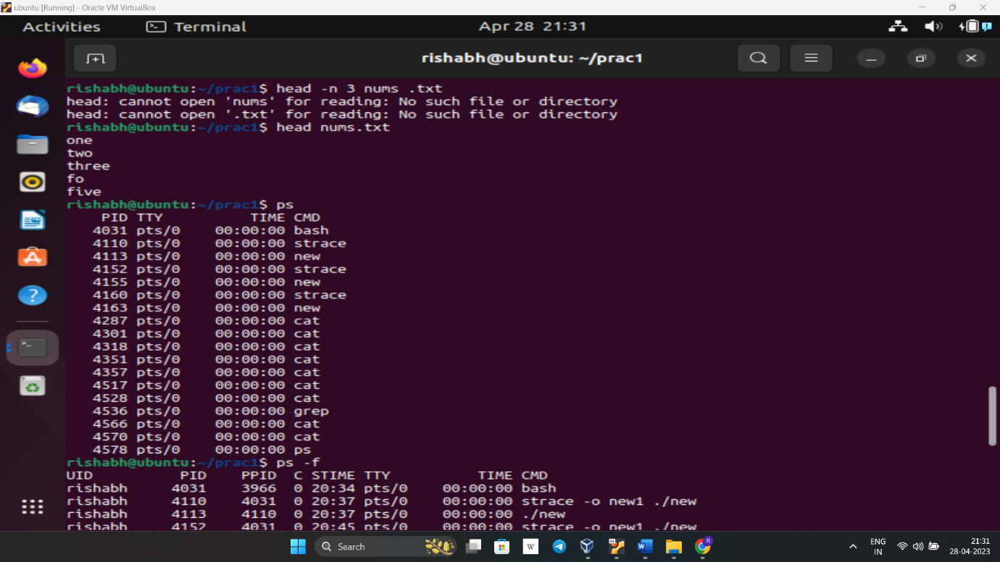 ubuntu [Running] - Oracle VM VirtualBox
Activities Terminal Apr 28 21:31
rishabh@ubuntu: ~/prac1
rishabh@ubuntu:~/prac1$ head -n 3 nums .txt
head: cannot open 'nums' for reading: No such file or directory
head: cannot open '.txt' for reading: No such file or directory
rishabh@ubuntu:~/prac1$ head nums.txt
one
two
three
fo
five
rishabh@ubuntu:~/prac1$ ps
PID TTY TIME CMD
4031 pts/0 00:00:00 bash
4110 pts/0 00:00:00 strace
4113 pts/0 00:00:00 new
4152 pts/0 00:00:00 strace
4155 pts/0 00:00:00 new
4160 pts/0 00:00:00 strace
4163 pts/0 00:00:00 new
4287 pts/0 00:00:00 cat
4301 pts/0 00:00:00 cat
4318 pts/0 00:00:00 cat
4351 pts/0 00:00:00 cat
4357 pts/0 00:00:00 cat
4517 pts/0 00:00:00 cat
4528 pts/0 00:00:00 cat
4536 pts/0 00:00:00 grep
4566 pts/0 00:00:00 cat
4570 pts/0 00:00:00 cat
4578 pts/0 00:00:00 ps
rishabh@ubuntu:~/prac1$ ps -f
UID PID PPID C STIME TTY TIME CMD
rishabh 4031 3966 0 20:34 pts/0 00:00:00 bash
rishabh 4110 4031 0 20:37 pts/0 00:00:00 strace -o new1 ./new
rishabh 4113 4110 0 20:37 pts/0 00:00:00 ./new
rishabh 4152 4031 0 20:45 pts/0 00:00:00 strace -o new1 ./new
Search
ENG
IN
21:31
28-04-2023